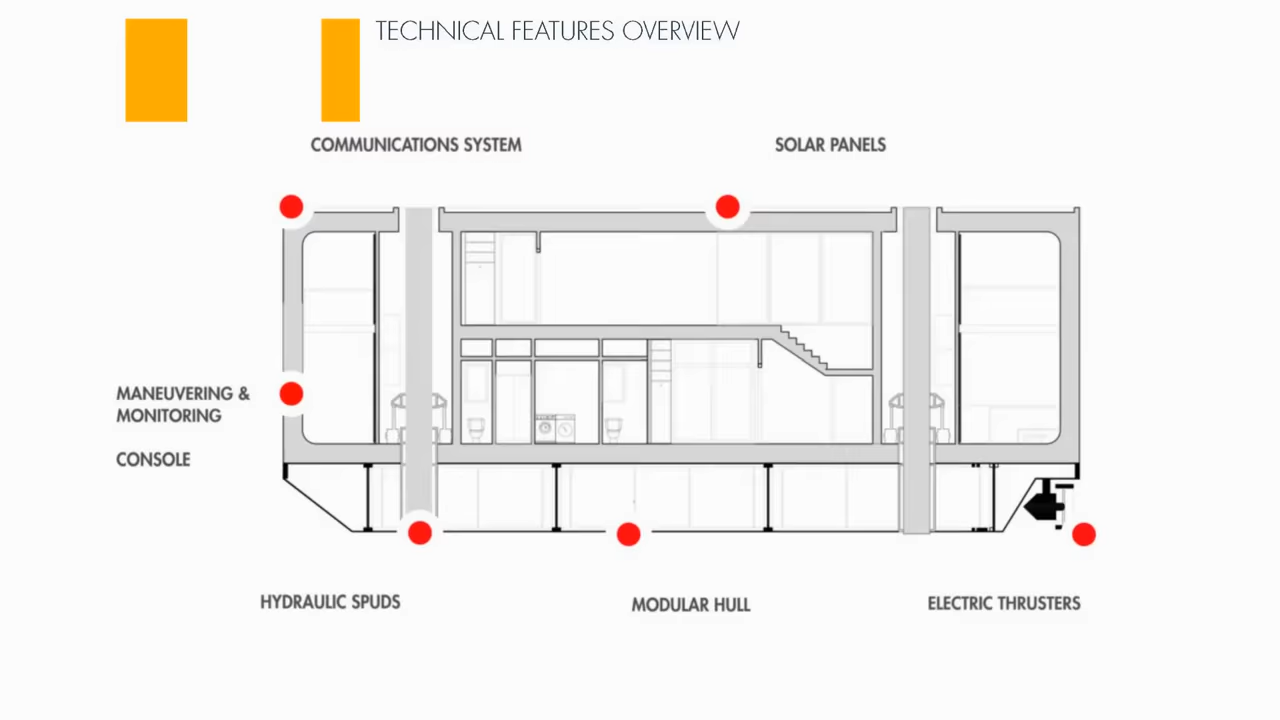 TECHNICAL FEATURES OVERVIEW
COMMUNICATIONS SYSTEM
SOLAR PANELS
MANEUVERING &
MONITORING
CONSOLE
HYDRAULIC SPUDS
MODULAR HULL
ELECTRIC THRUSTERS